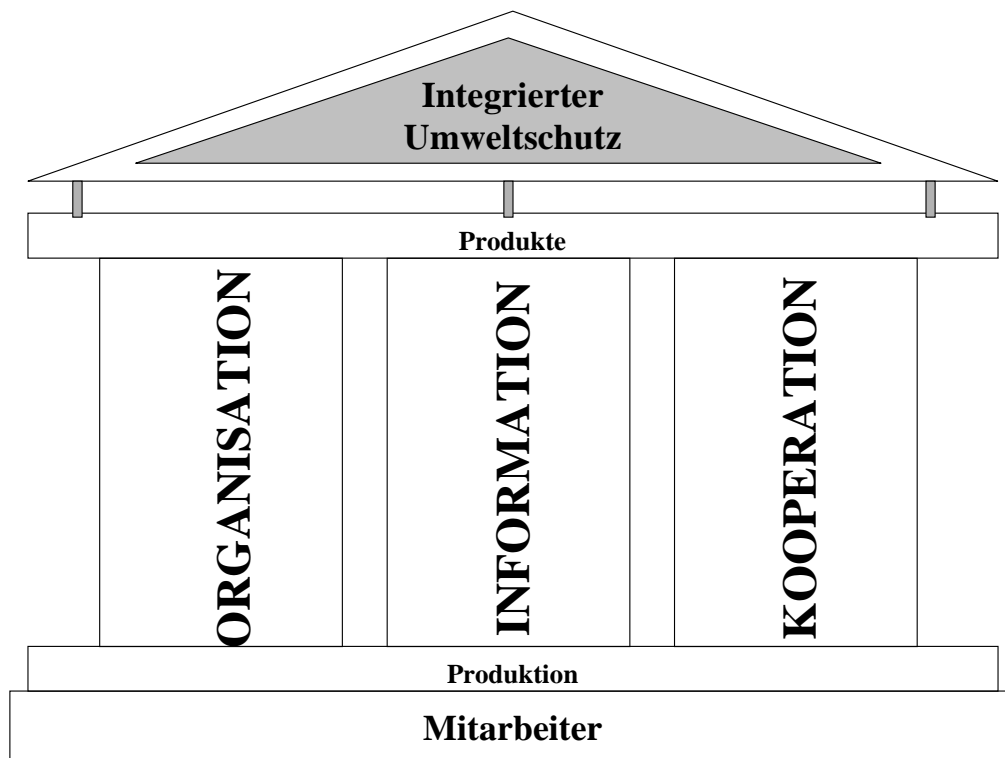 Integrierter
Umweltschutz
Produkte
ORGANISATION
INFORMATION
KOOPERATION
Produktion
Mitarbeiter